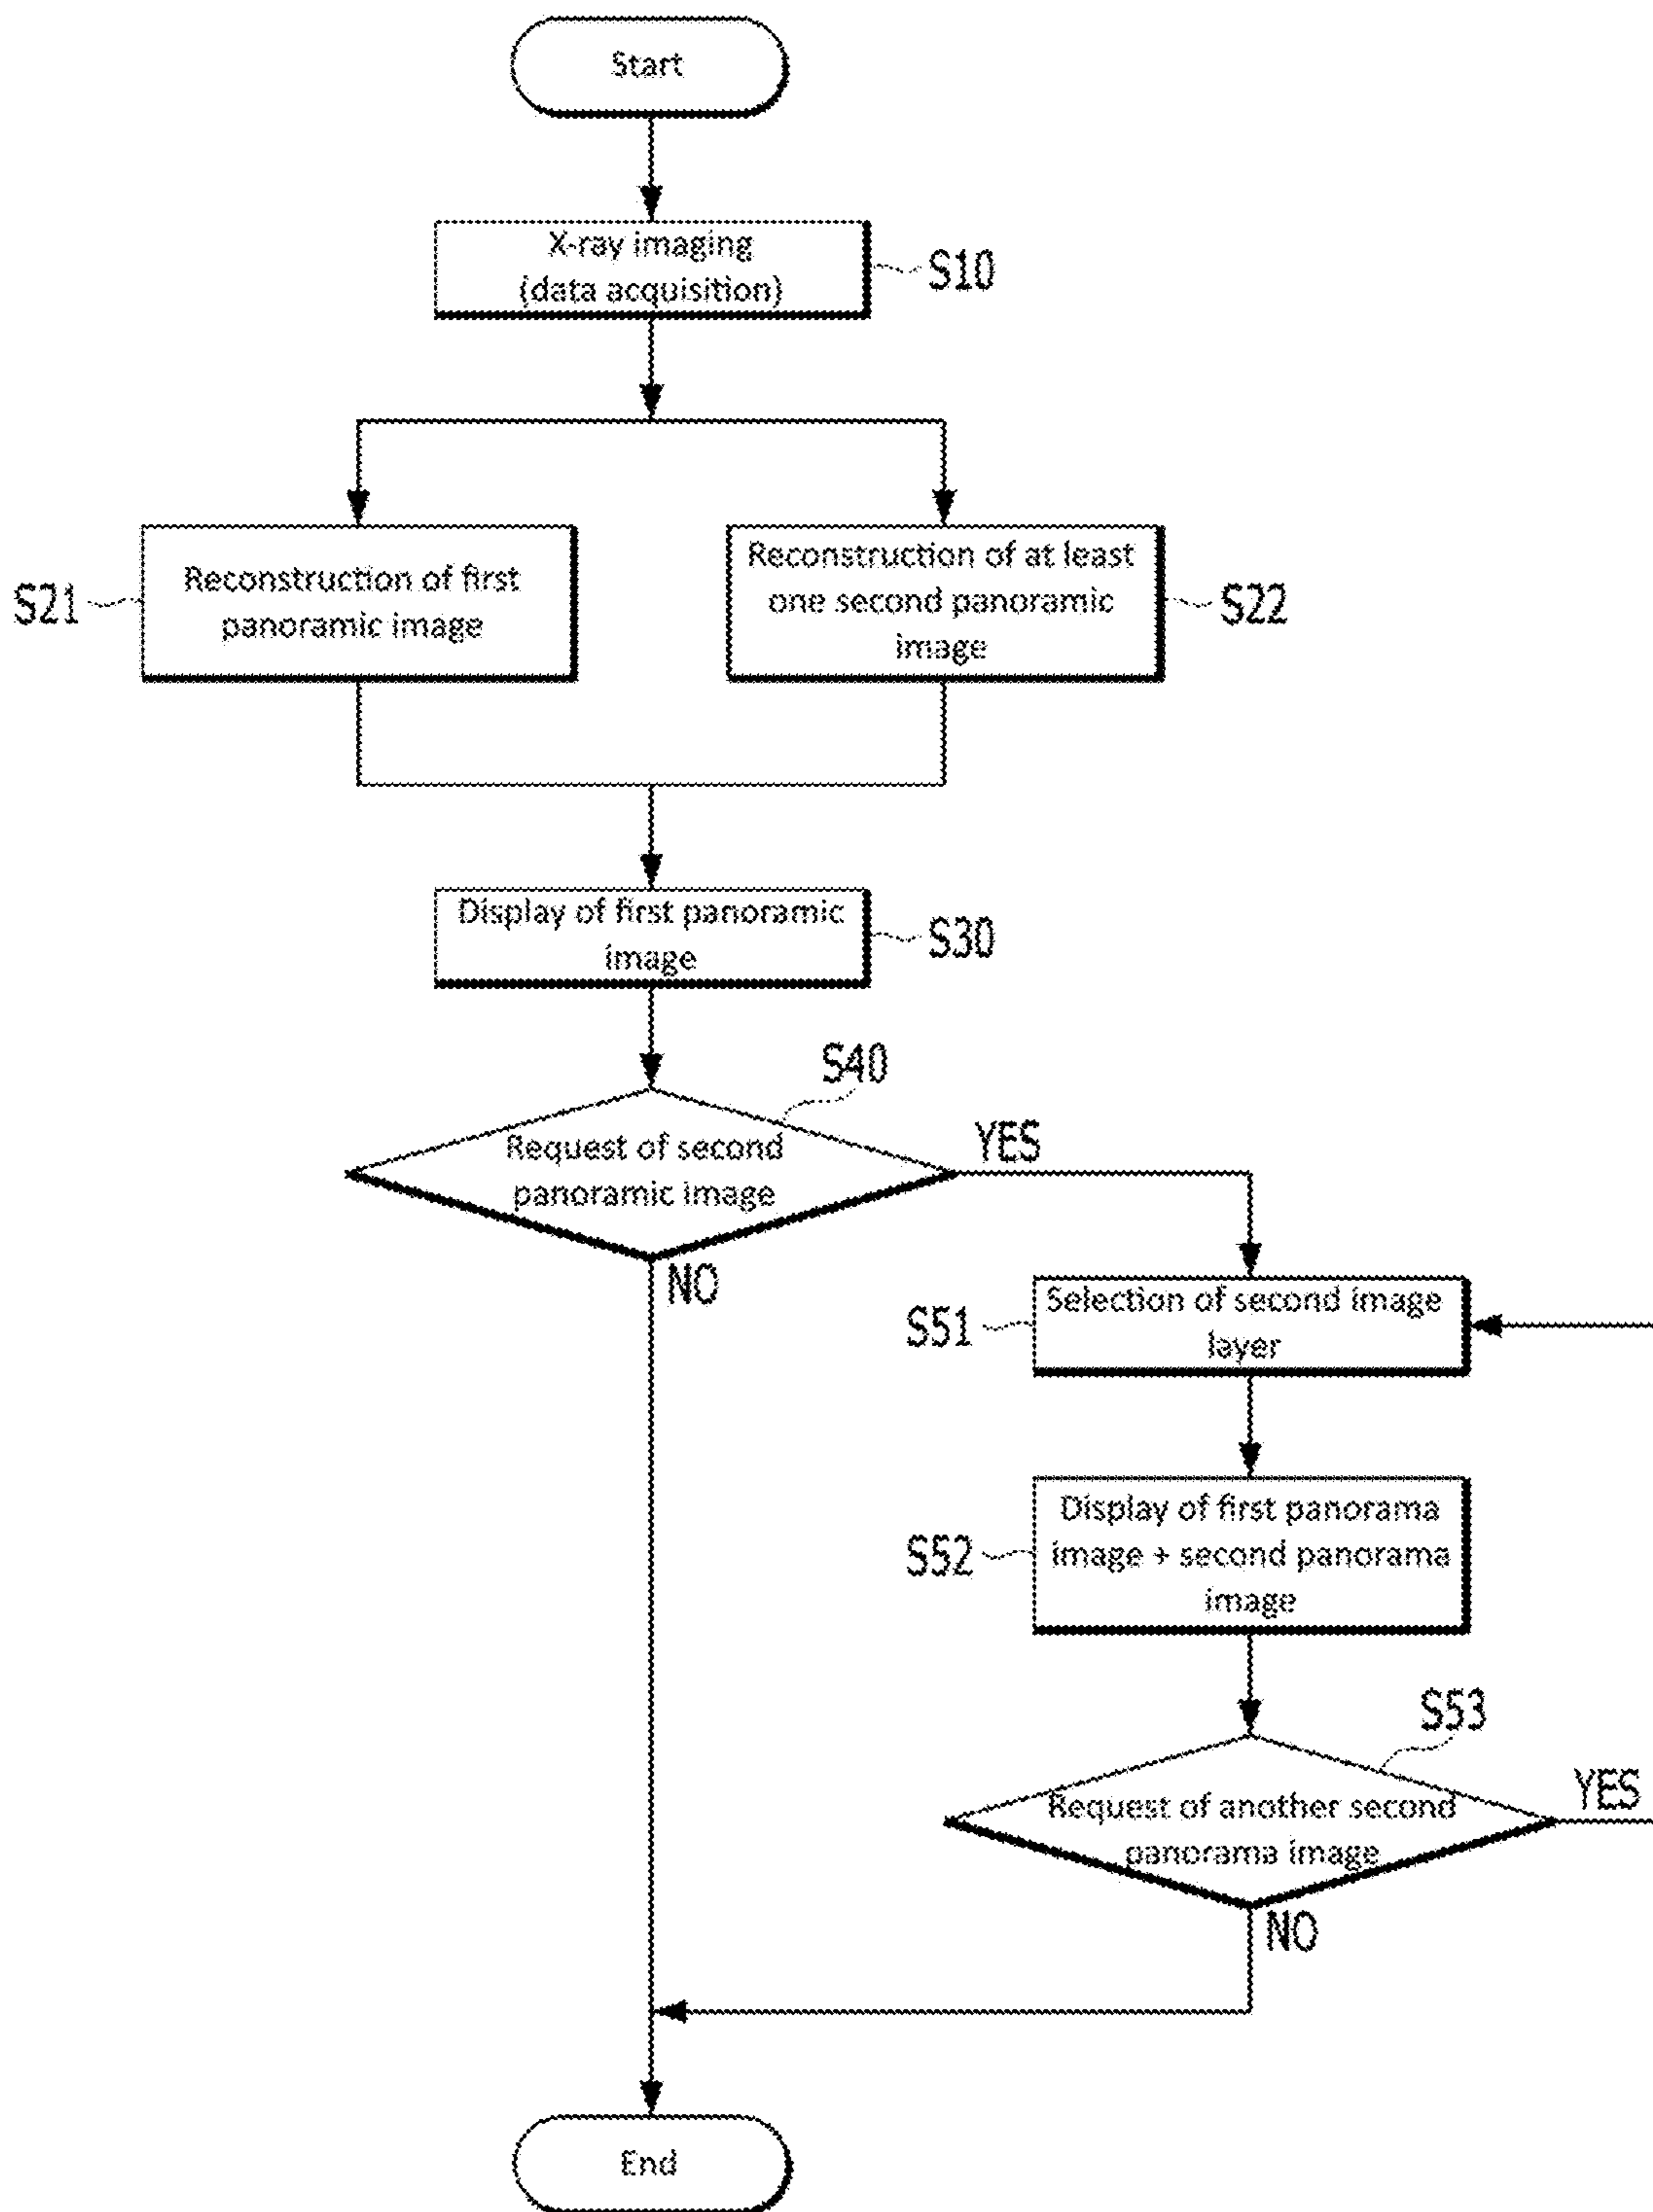 Start
X-ray imaging
(data acquisition)
S10
Reconstruction of first
panoramic image
S21
Reconstruction of at least
one second panoramic
image
S22
Display of first panoramic
image
S30
S40
Request of second
panoramic image
YES
NO
Selection of second image
layer
S51
Display of first panorama
image + second panorama
image
S52
S53
Request of another second
panorama image
YES
NO
End